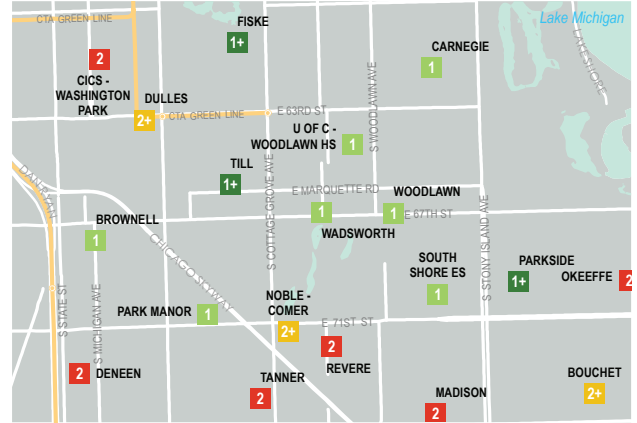 Lake Michigan
CTA GREEN LINE
FISKE
1+
CARNEGIE
1
2
CICS -
WASHINGTON
PARK
DULLES
2+
CTA GREEN LINE
E 63RD ST
LAKE SHORE
S WOODLAWN AVE
U OF C -
WOODLAWN HS
1
TILL
1+
DAN RYAN
S COTTAGE GROVE AVE
E MARQUETTE RD
WOODLAWN
1
1
E 67TH ST
WADSWORTH
BROWNELL
1
CHICAGO SKYWAY
S STATE ST
S MICHIGAN AVE
S STONY ISLAND AVE
SOUTH
SHORE ES
1
PARKSIDE
1+
OKEEFFE
2
PARK MANOR
1
NOBLE -
COMER
2+
E 71ST ST
2
REVERE
2
DENEEN
TANNER
2
MADISON
2
BOUCHET
2+